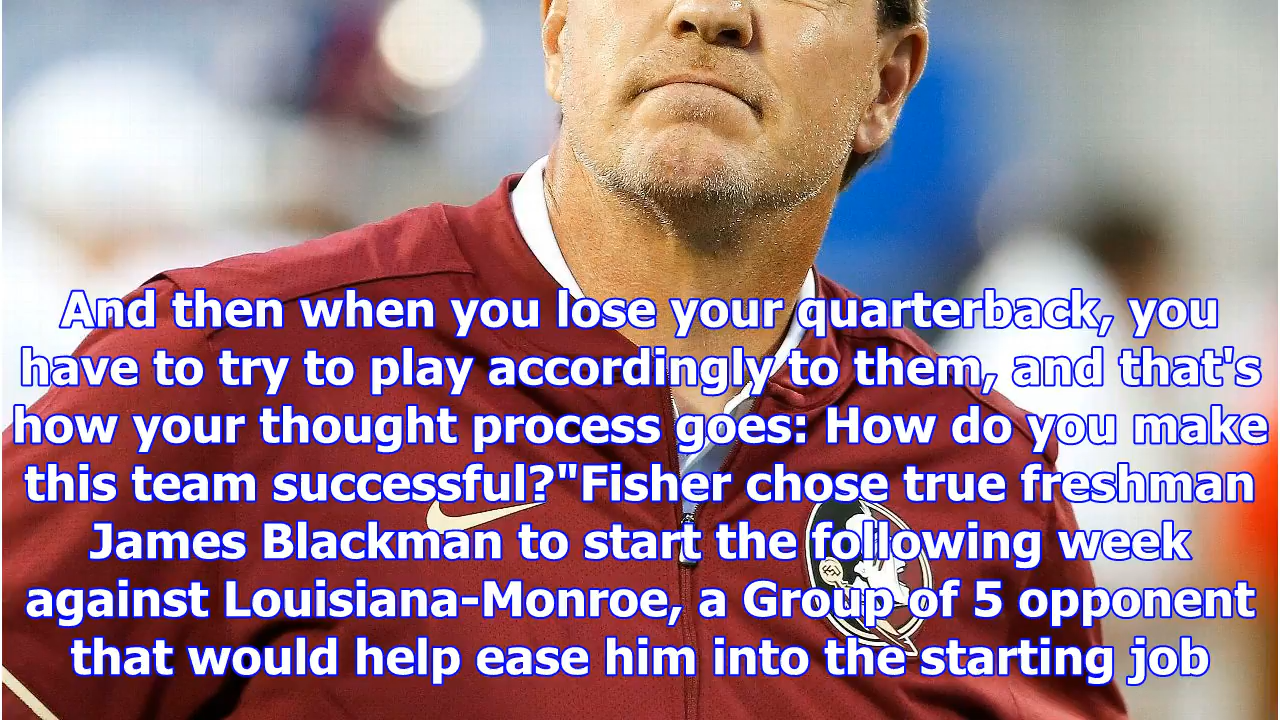 And then when you lose your quarterback, you
have to try to play accordingly to them, and that's
how your thought process goes: How do you make
this team successful?"Fisher chose true freshman
James Blackman to start the following week
against Louisiana-Monroe, a Group of 5 opponent
that would help ease him into the starting job